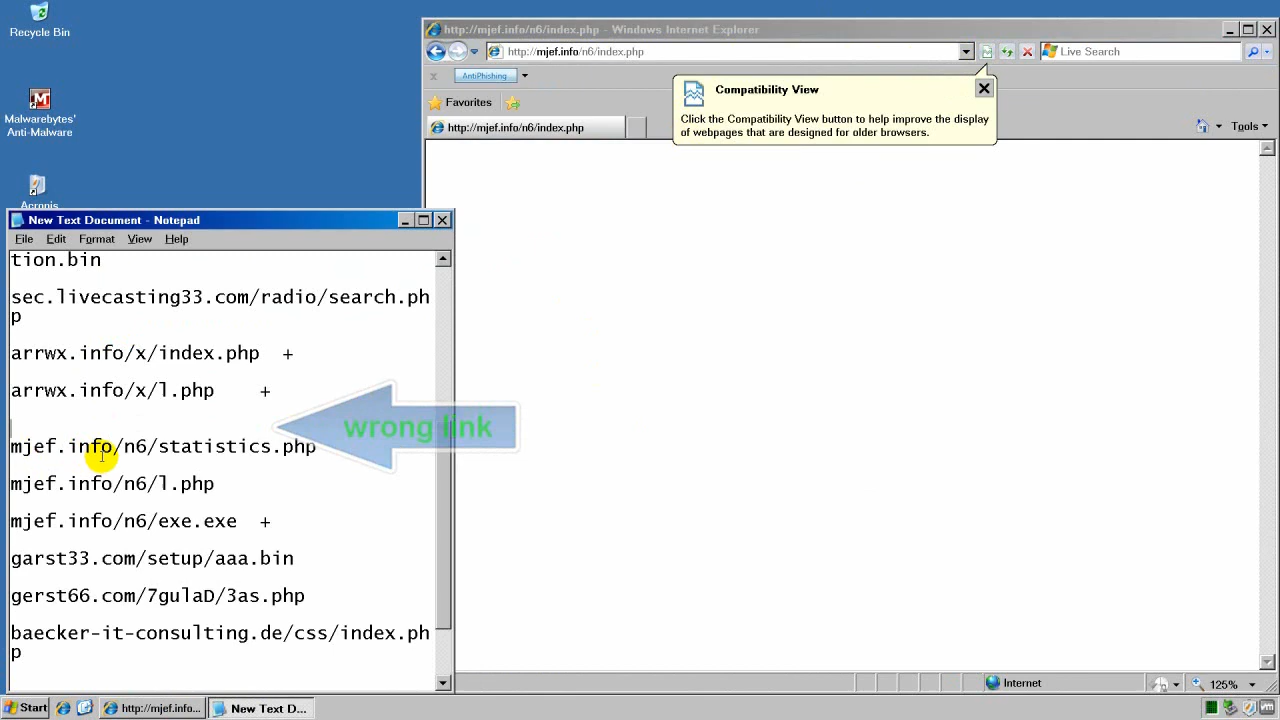 Recycle Bin
Malwarebytes'
Anti-Malware
Acronis
http://mjef.info/n6/index.php - Windows Internet Explorer
http://mjef.info/n6/index.php
Live Search
x
AntiPhishing
Favorites
http://mjef.info/n6/index.php
Tools
Compatibility View
Click the Compatibility View button to help improve the display
of webpages that are designed for older browsers.
New Text Document - Notepad
File Edit Format View Help
tion.bin
sec.livecasting33.com/radio/search.ph
p
arrwx.info/x/index.php +
arrwx.info/x/l.php +
wrong link
mjef.info/n6/statistics.php
mjef.info/n6/l.php
mjef.info/n6/exe.exe +
garst33.com/setup/aaa.bin
gerst66.com/7gulaD/3as.php
baecker-it-consulting.de/css/index.ph
p
Internet
125%
Start
http://mjef.info...
New Text D...